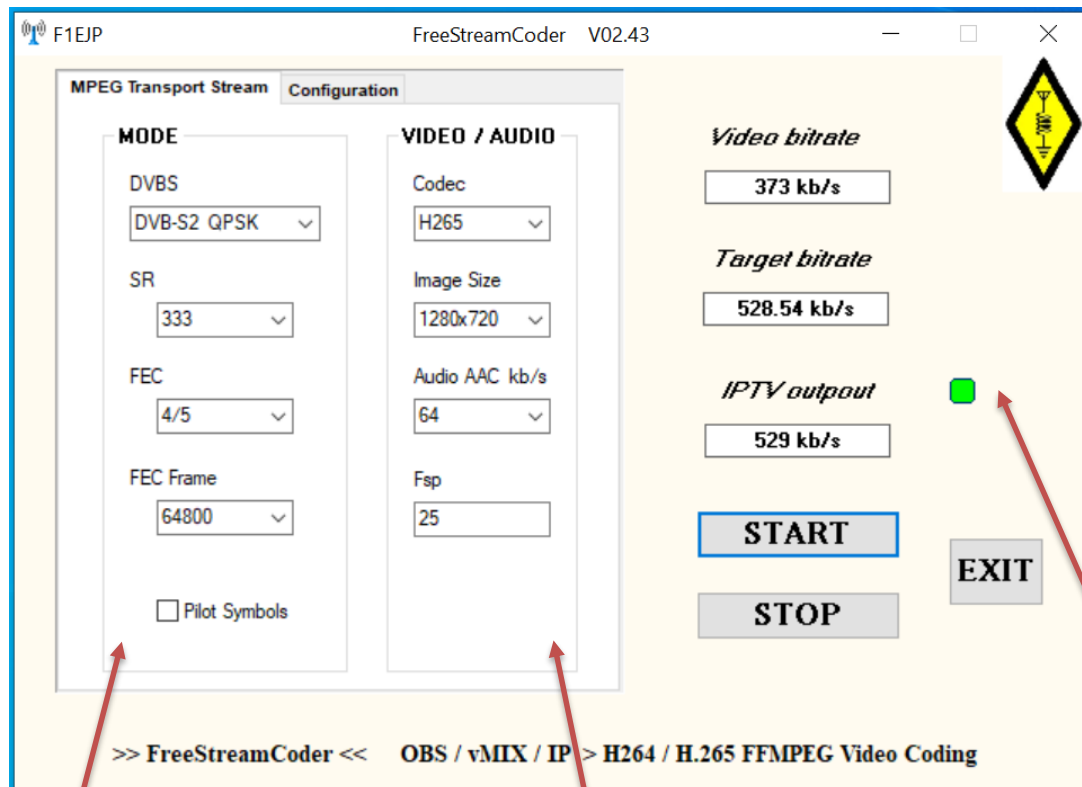 F1EJP FreeStreamCoder V02.43
MPEG Transport Stream Configuration
MODE
DVBS
DVB-S2 QPSK
SR
333
FEC
4/5
FEC Frame
64800
Pilot Symbols
VIDEO / AUDIO
Codec
H265
Image Size
1280x720
Audio AAC kb/s
64
Fsp
25
Video bitrate
373 kb/s
Target bitrate
528.54 kb/s
IPTV outpout
529 kb/s
START
STOP
EXIT
>> FreeStreamCoder << OBS / vMIX / IP > H264 / H.265 FFMPEG Video Coding